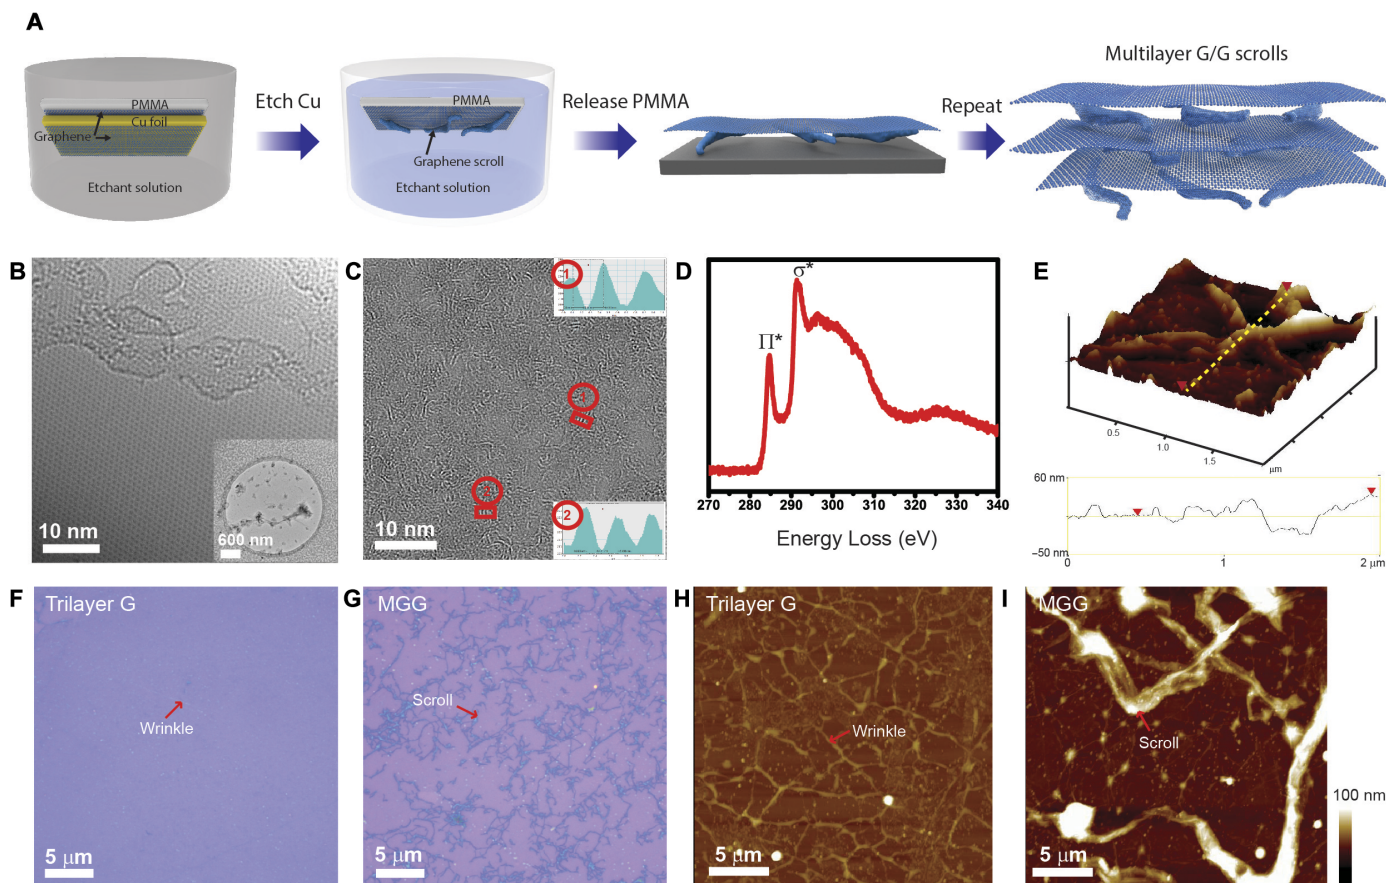 A
PMMA
Cu foil
Graphene
Etchant solution
Etch Cu
PMMA
Graphene scroll
Etchant solution
Release PMMA
Repeat
Multilayer G/G scrolls
B
10 nm
600 nm
C
1
1
2
2
10 nm
D
Π*
σ*
270 280 290 300 310 320 330 340
Energy Loss (eV)
E
0.5
1.0
1.5
μm
60 nm
−50 nm
0 1 2 μm
F
Trilayer G
Wrinkle
5 μm
G
MGG
Scroll
5 μm
H
Trilayer G
Wrinkle
5 μm
I
MGG
Scroll
5 μm
100 nm